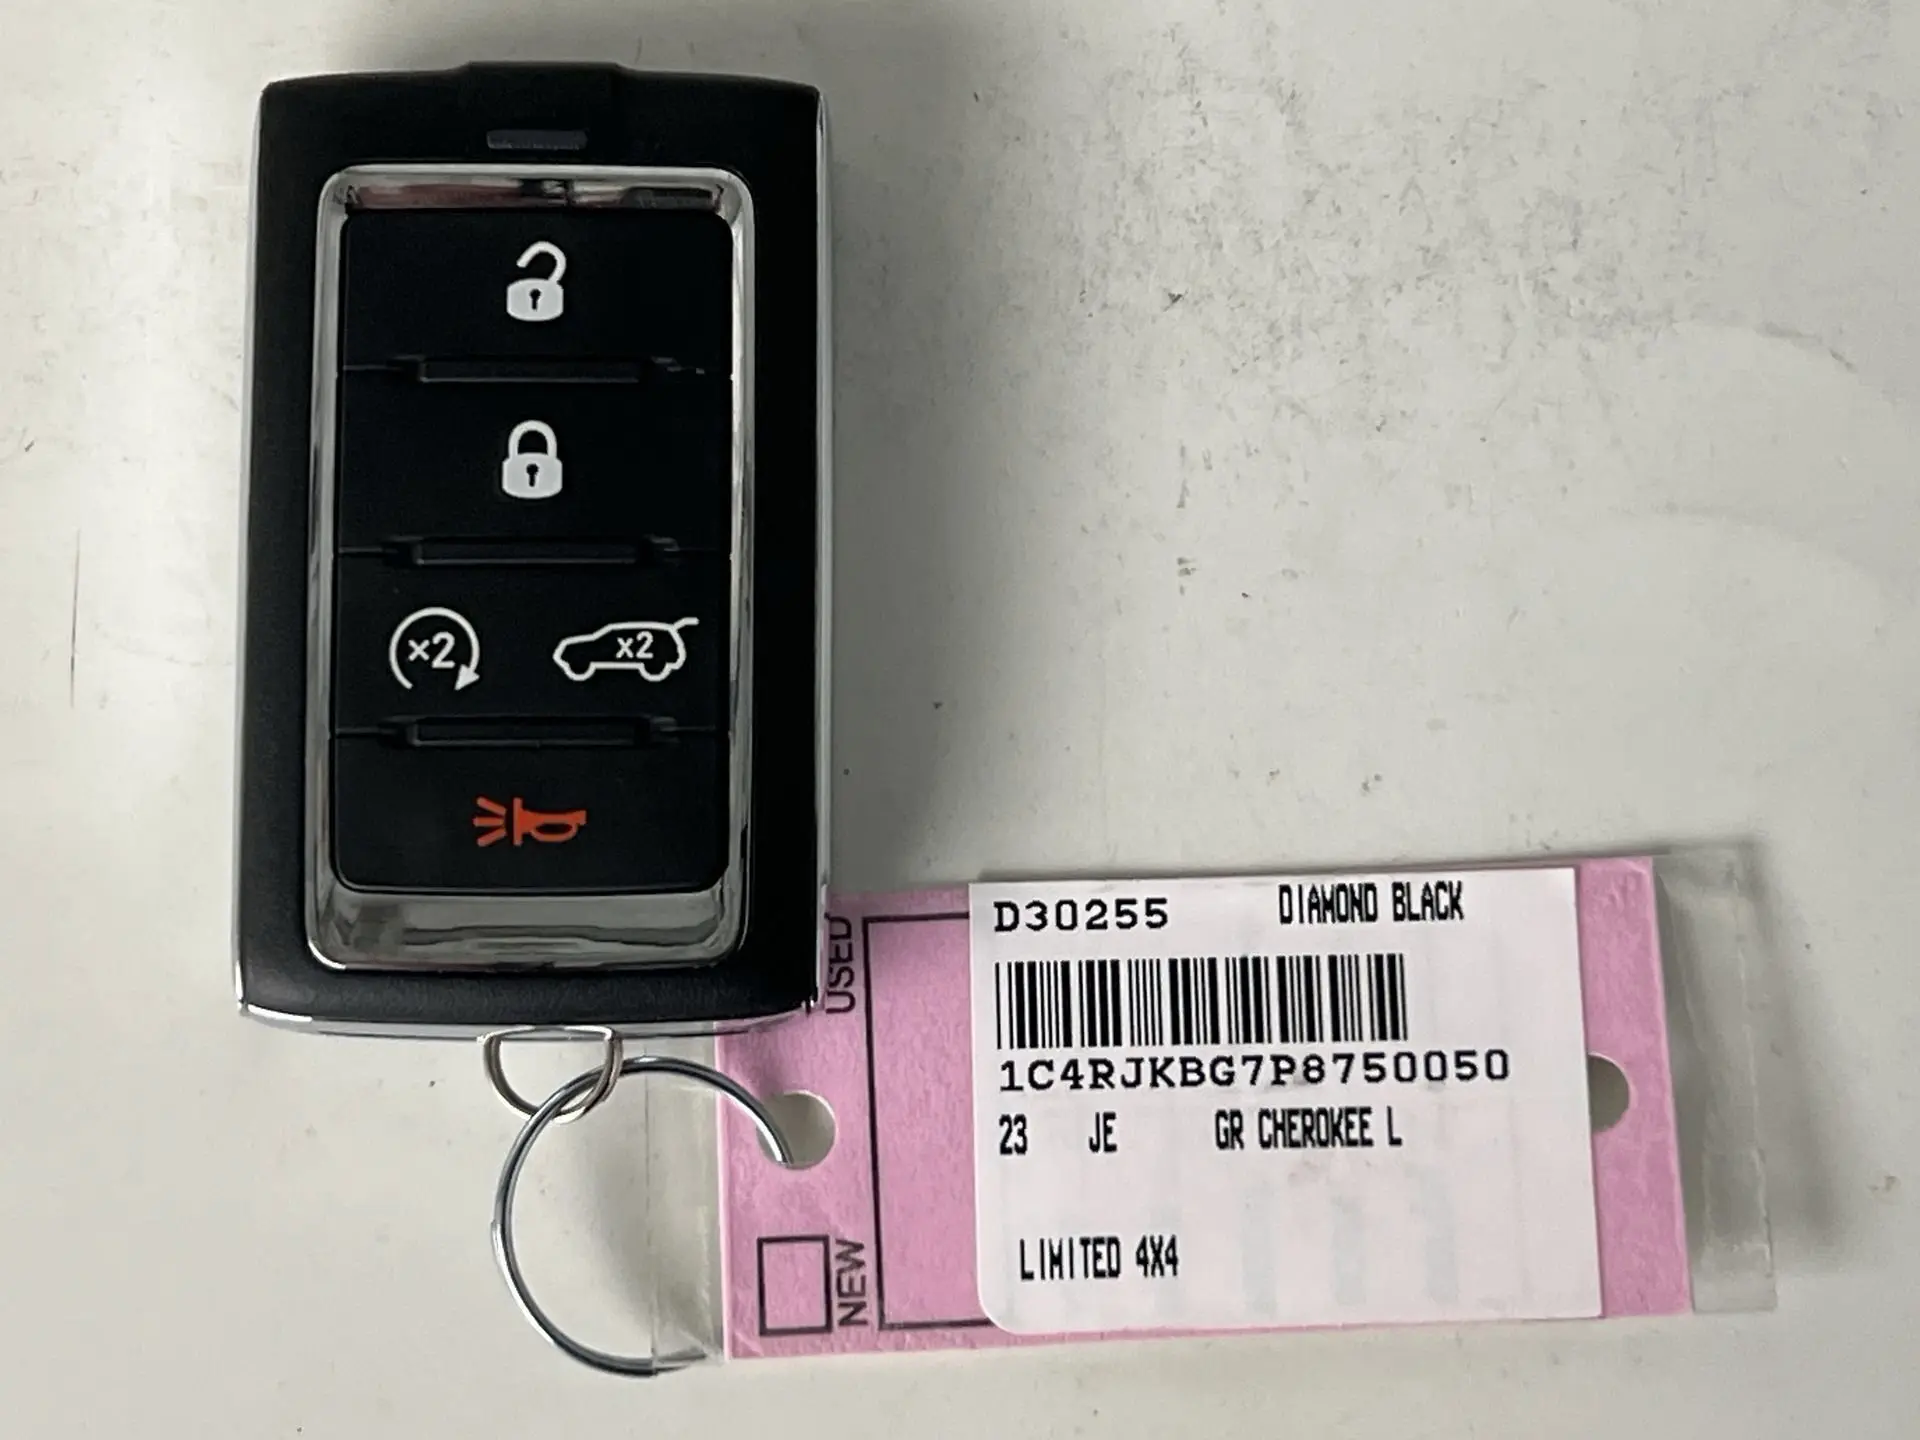 x2
x2
USED
NEW
D30255 DIAMOND BLACK
1C4RJKBG7P8750050
23 JE GR CHEROKEE L
LIMITED 4X4